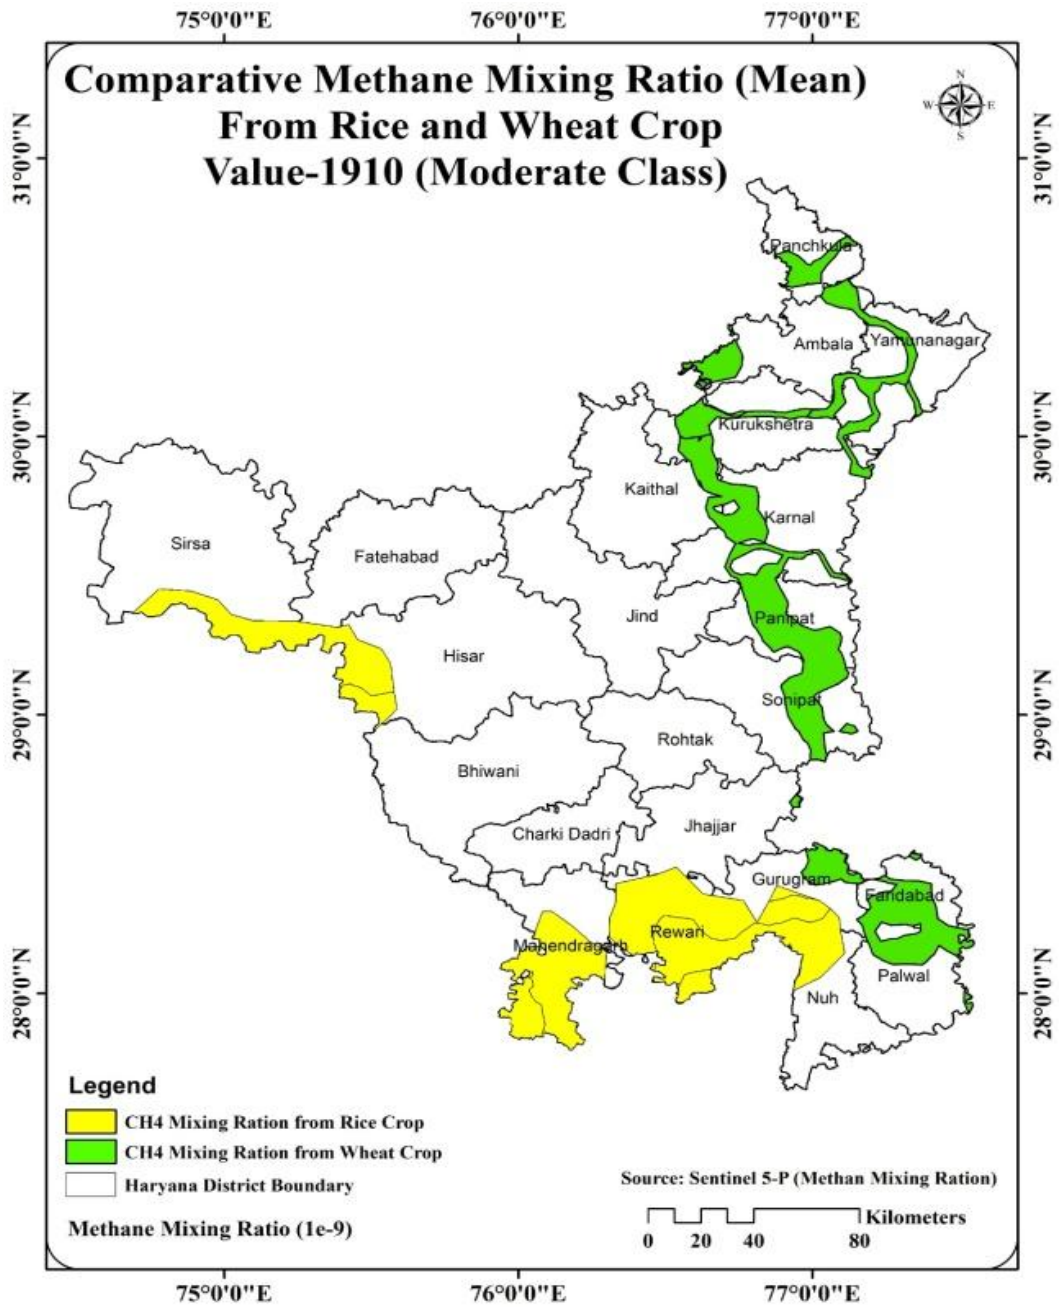 75°0'0"E 76°0'0"E 77°0'0"E
Comparative Methane Mixing Ratio (Mean)
From Rice and Wheat Crop
Value-1910 (Moderate Class)
N
W E
S
31°0'0"N 31°0'0"N
Panchkula
Ambala Yamunanagar
Kurukshetra
30°0'0"N 30°0'0"N
Kaithal
Karnal
Sirsa
Fatehabad
Jind Panipat
Hisar
Sonipat
29°0'0"N 29°0'0"N
Rohtak
Bhiwani
Charki Dadri Jhajjar
Gurugram
Faridabad
Rewari
Mahendragarh
Palwal
Nuh
28°0'0"N 28°0'0"N
Legend
CH4 Mixing Ration from Rice Crop
CH4 Mixing Ration from Wheat Crop
Haryana District Boundary
Source: Sentinel 5-P (Methan Mixing Ration)
Methane Mixing Ratio (1e-9)
Kilometers
0 20 40 80
75°0'0"E 76°0'0"E 77°0'0"E